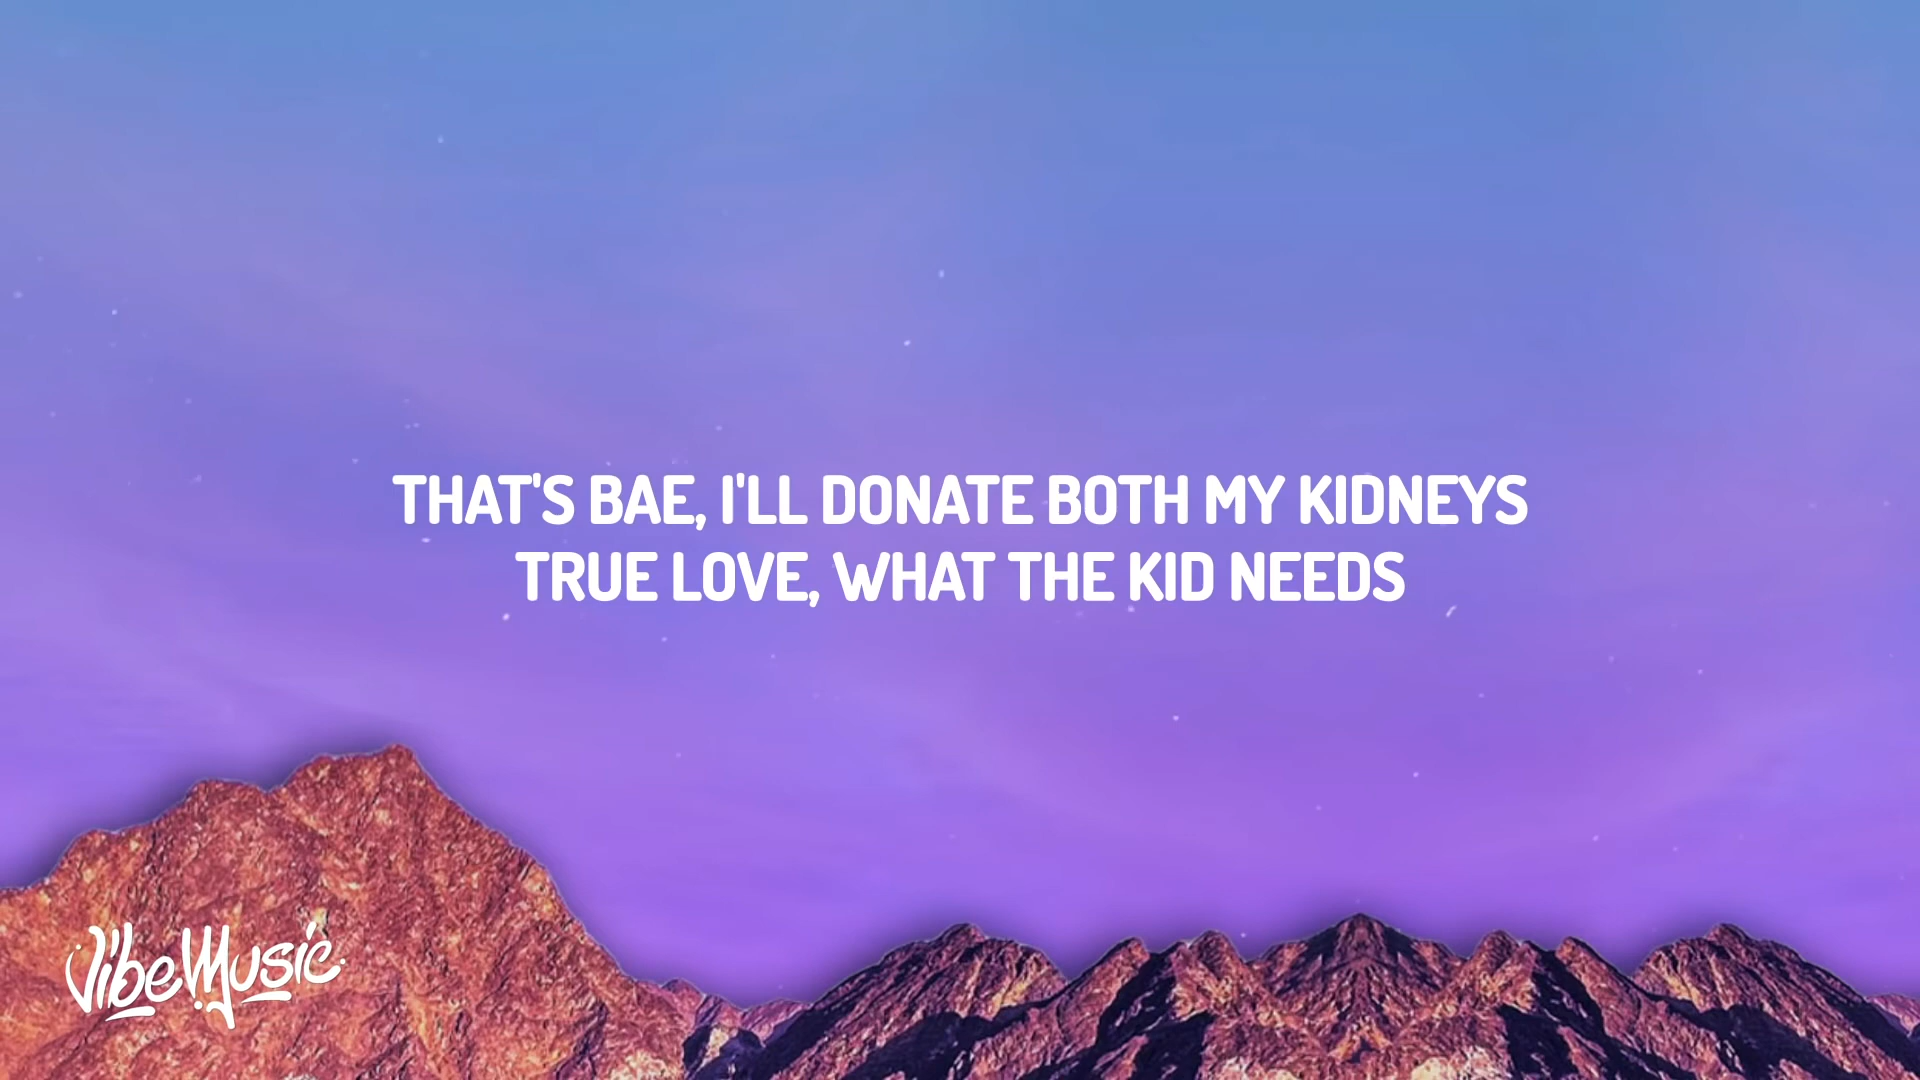 THAT'S BAE, I'LL DONATE BOTH MY KIDNEYS
TRUE LOVE, WHAT THE KID NEEDS
Vibe Music